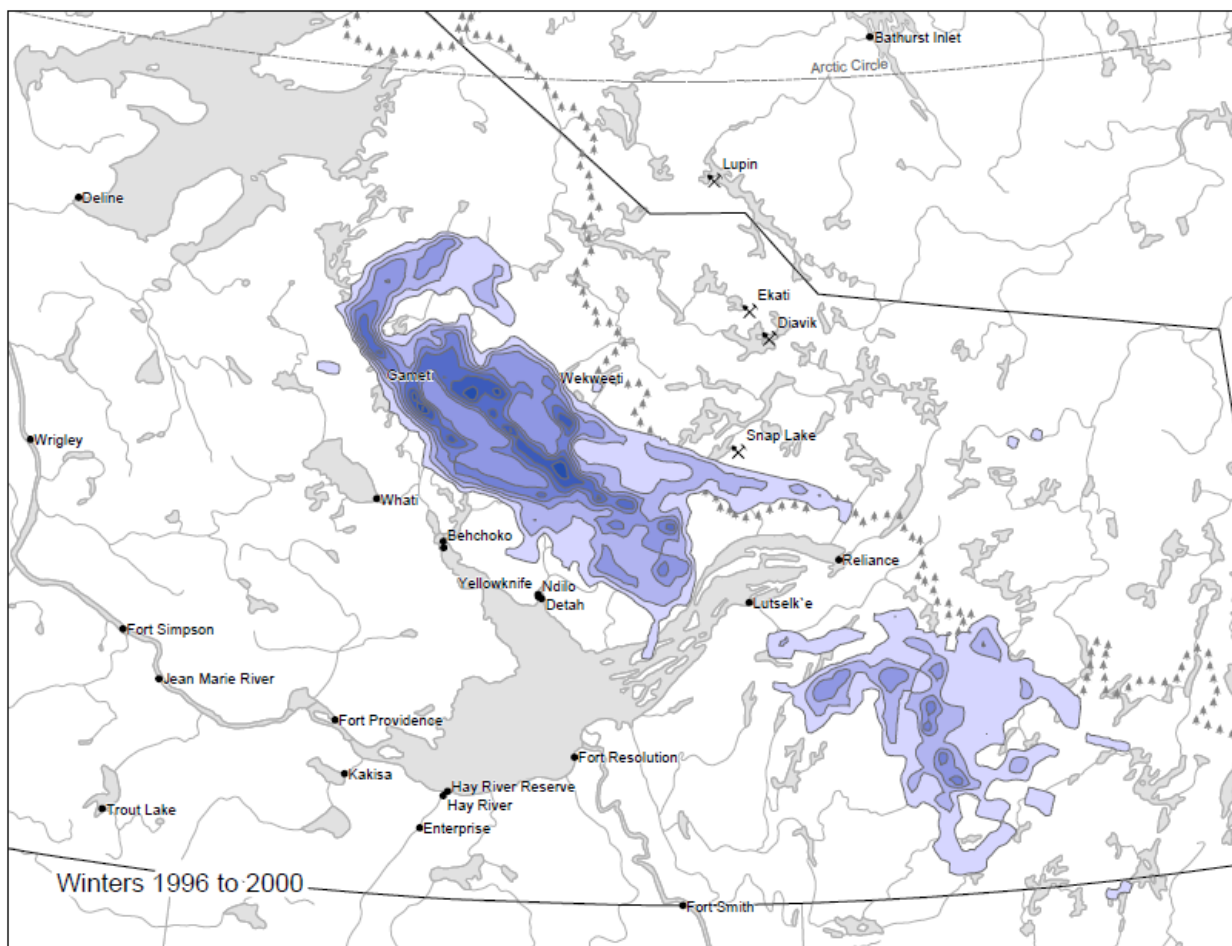 Bathurst Inlet
Arctic Circle
Lupin
Deline
Ekati
Diavik
Gameti
Wekweeti
Snap Lake
Wrigley
Whati
Behchoko
Reliance
Yellowknife
Ndilo
Detah
Lutselk`e
Fort Simpson
Jean Marie River
Fort Providence
Fort Resolution
Kakisa
Hay River Reserve
Hay River
Trout Lake
Enterprise
Winters 1996 to 2000
Fort Smith